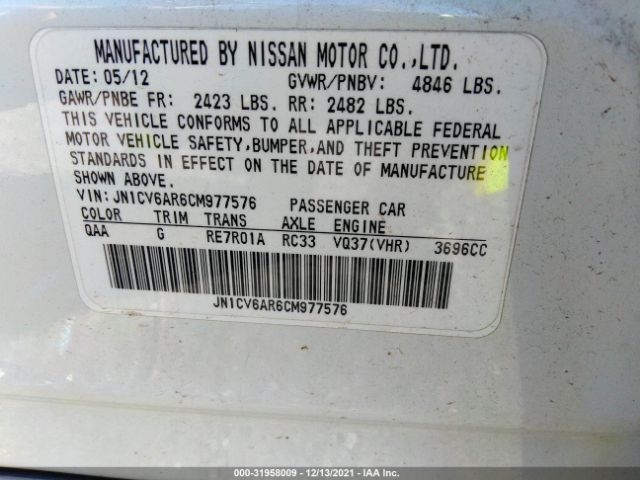 MANUFACTURED BY NISSAN MOTOR CO.,LTD.
DATE: 05/12 GVWR/PNBV: 4846 LBS.
GAWR/PNBE FR: 2423 LBS. RR: 2482 LBS.
THIS VEHICLE CONFORMS TO ALL APPLICABLE FEDERAL
MOTOR VEHICLE SAFETY,BUMPER,AND THEFT PREVENTION
STANDARDS IN EFFECT ON THE DATE OF MANUFACTURE
SHOWN ABOVE.
VIN:JN1CV6AR6CM977576 PASSENGER CAR
COLOR TRIM TRANS AXLE ENGINE
QAA G RE7R01A RC33 VQ37(VHR) 3696CC
JN1CV6AR6CM977576
000-31958009 - 12/13/2021 - IAA Inc.